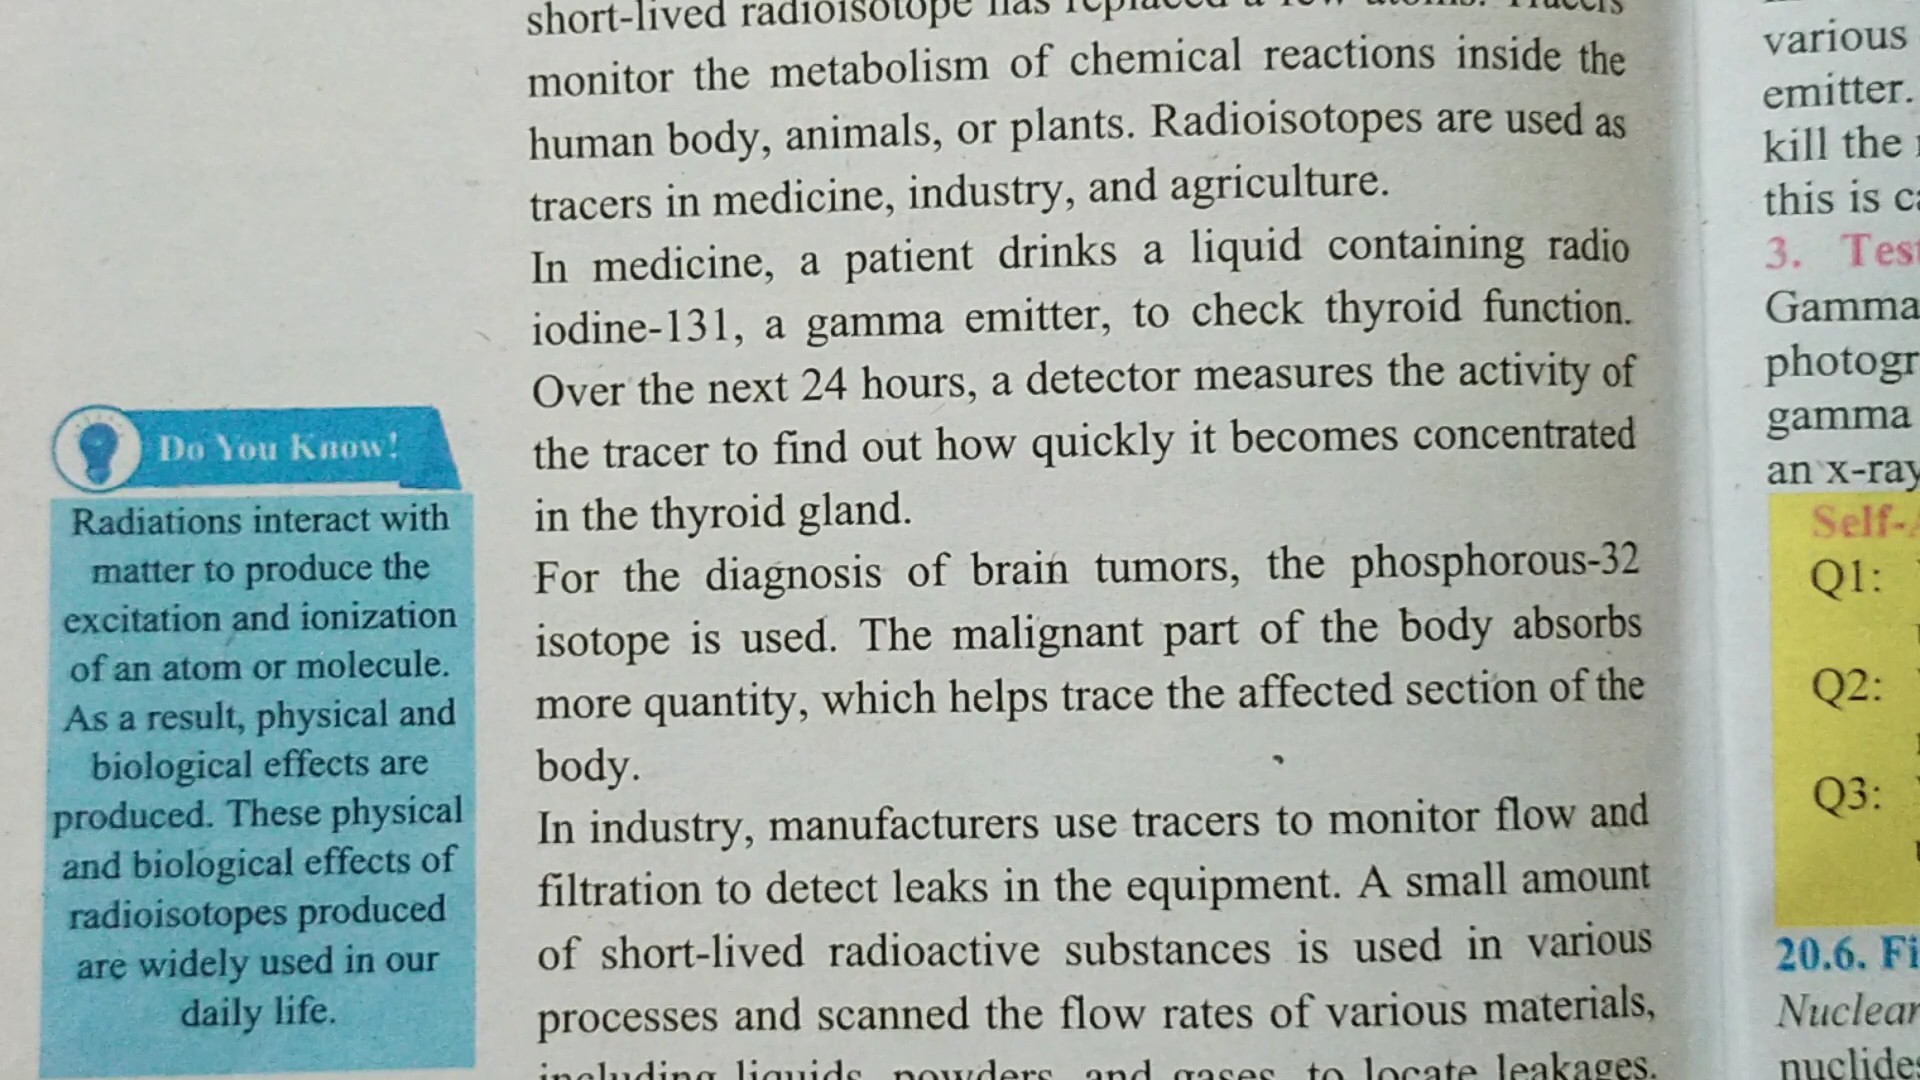 short-lived radioisotope has replaced a few atoms. Tracers
monitor the metabolism of chemical reactions inside the
human body, animals, or plants. Radioisotopes are used as
tracers in medicine, industry, and agriculture.
In medicine, a patient drinks a liquid containing radio
iodine-131, a gamma emitter, to check thyroid function.
Over the next 24 hours, a detector measures the activity of
the tracer to find out how quickly it becomes concentrated
in the thyroid gland.
For the diagnosis of brain tumors, the phosphorous-32
isotope is used. The malignant part of the body absorbs
more quantity, which helps trace the affected section of the
body.
In industry, manufacturers use tracers to monitor flow and
filtration to detect leaks in the equipment. A small amount
of short-lived radioactive substances is used in various
processes and scanned the flow rates of various materials,
including liquids, powders, and gases, to locate leakages.
Do You Know!
Radiations interact with
matter to produce the
excitation and ionization
of an atom or molecule.
As a result, physical and
biological effects are
produced. These physical
and biological effects of
radioisotopes produced
are widely used in our
daily life.
various
emitter.
kill the
this is
3. Tes
Gamma
photogr
gamma
an x-ray
Self-
Q1:
Q2:
Q3:
20.6. Fi
Nuclear
nuclides